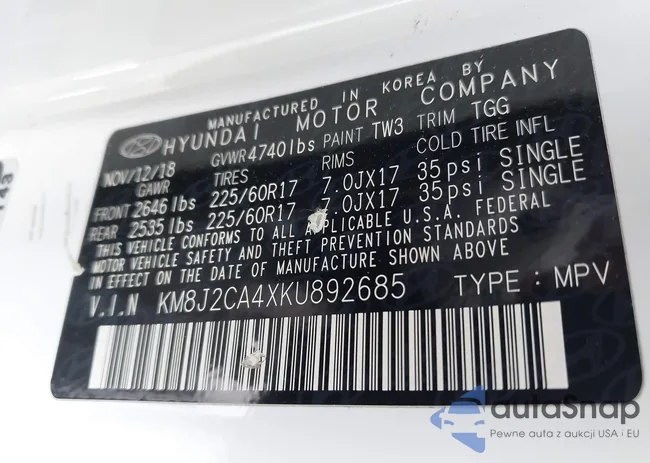 MANUFACTURED IN KOREA BY
HYUNDAI MOTOR COMPANY
NOV/12/18 GVWR 4740lbs PAINT TW3 TRIM TGG
GAWR TIRES RIMS COLD TIRE INFL
FRONT 2646 lbs 225/60R17 7.0JX17 35psi SINGLE
REAR 2535 lbs 225/60R17 7.0JX17 35psi SINGLE
THIS VEHICLE CONFORMS TO ALL APPLICABLE U.S.A. FEDERAL
MOTOR VEHICLE SAFETY AND THEFT PREVENTION STANDARDS
IN EFFECT ON THE DATE OF MANUFACTURE SHOWN ABOVE
V.I.N KM8J2CA4XKU892685 TYPE : MPV
autaSnap
Pewne auta z aukcji USA i EU